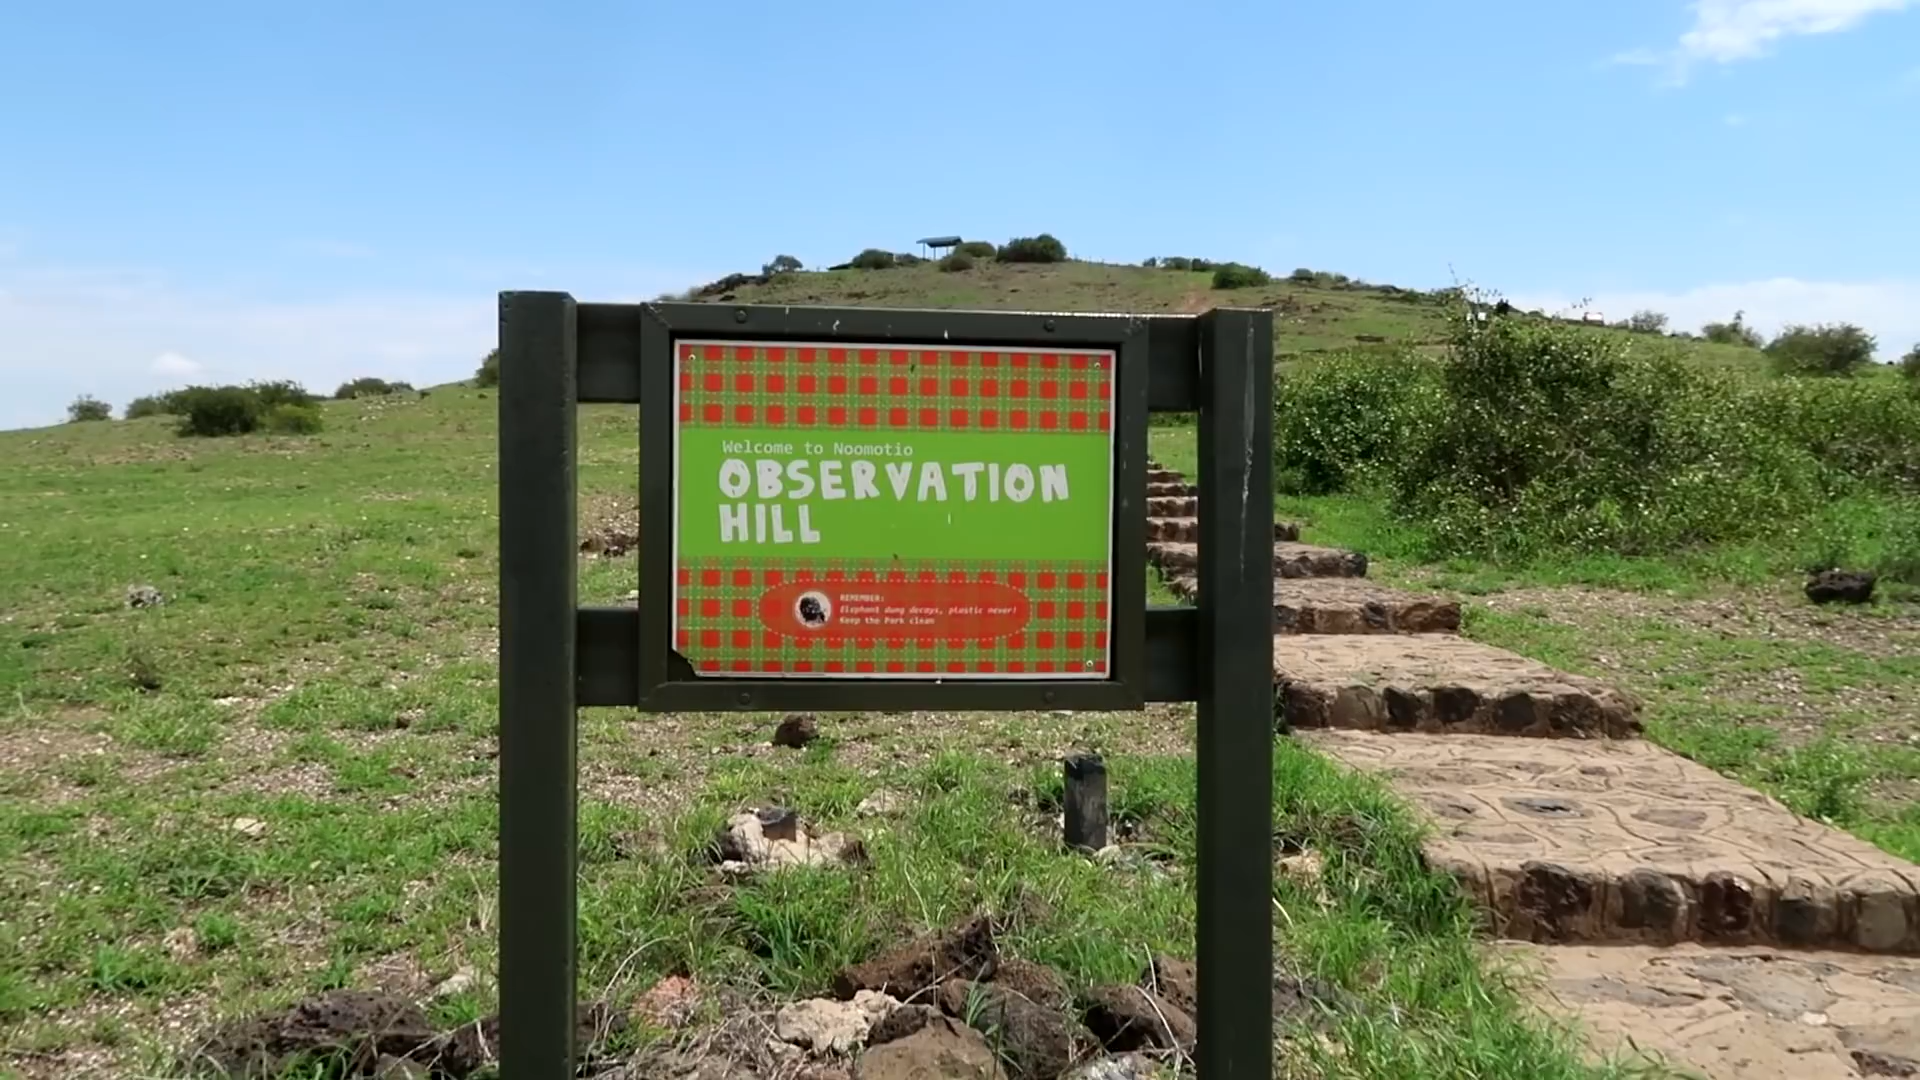 Welcome to Noomotio
OBSERVATION
HILL
REMEMBER:
Elephant dung decays, plastic never!
Keep the Park clean